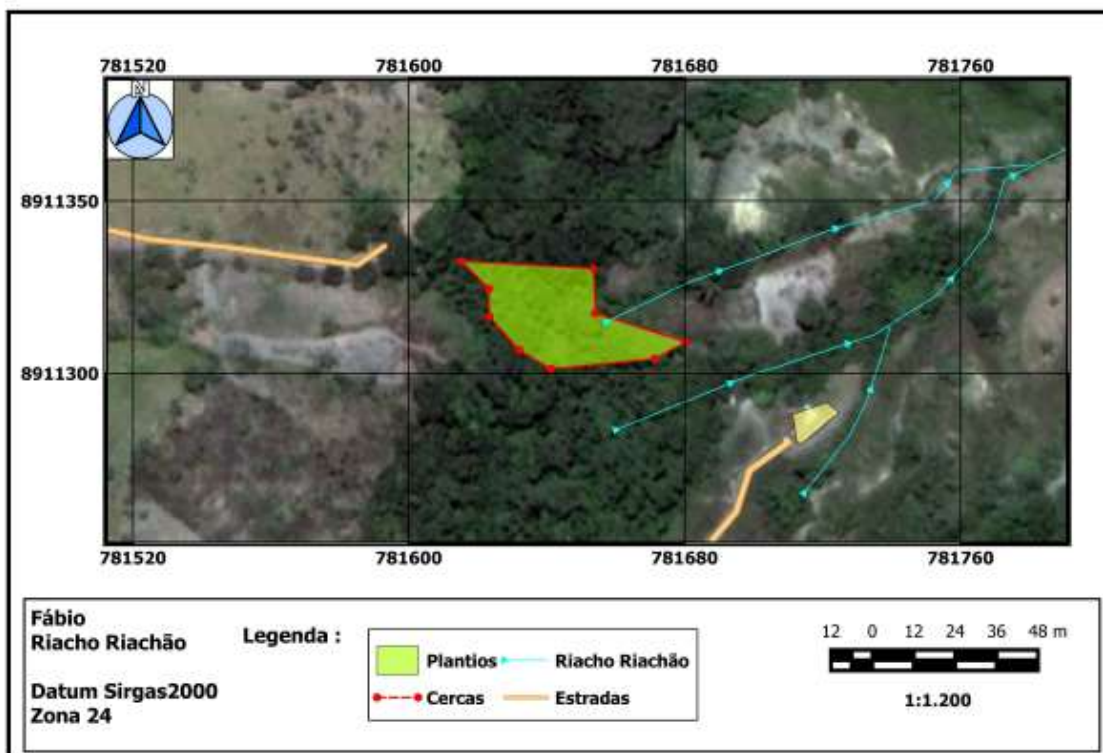 781520 781600 781680 781760
N
8911350
8911300
781520 781600 781680 781760
Fábio
Riacho Riachão
Datum Sirgas2000
Zona 24
Legenda :
Plantios
Riacho Riachão
Cercas
Estradas
12 0 12 24 36 48 m
1:1.200